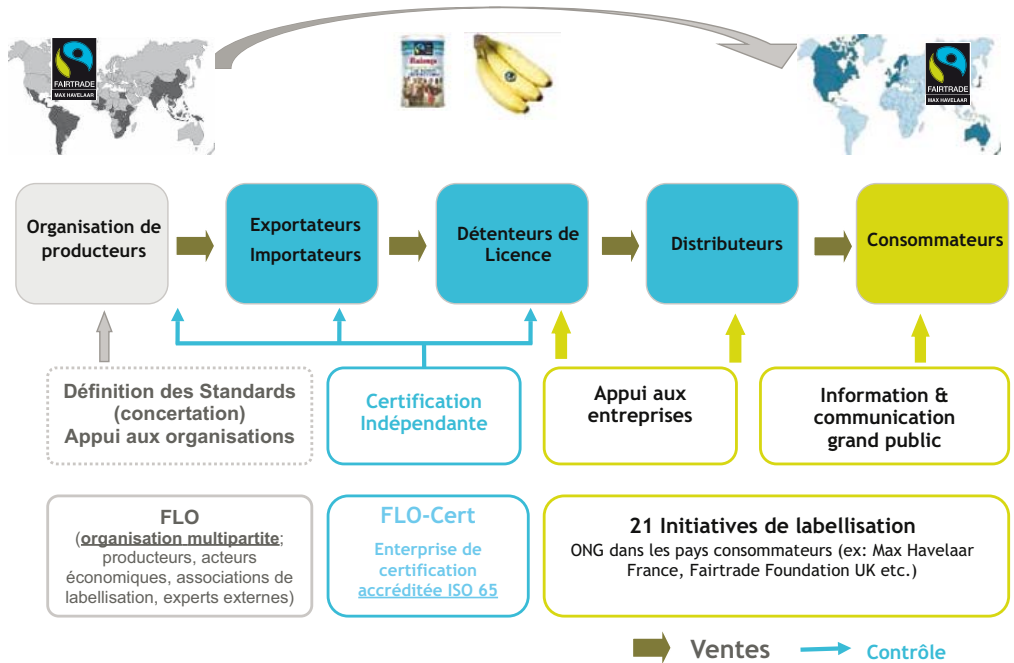 FAIRTRADE
MAX HAVELAAR
FAIRTRADE
MAX HAVELAAR
Organisation de
producteurs
Exportateurs
Importateurs
Détenteurs de
Licence
Distributeurs
Consommateurs
Définition des Standards
(concertation)
Appui aux organisations
Certification
Indépendante
Appui aux
entreprises
Information &
communication
grand public
FLO
(organisation multipartite;
producteurs, acteurs
économiques, associations de
labellisation, experts externes)
FLO-Cert
Enterprise de
certification
accréditée ISO 65
21 Initiatives de labellisation
ONG dans les pays consommateurs (ex: Max Havelaar
France, Fairtrade Foundation UK etc.)
Ventes
Contrôle